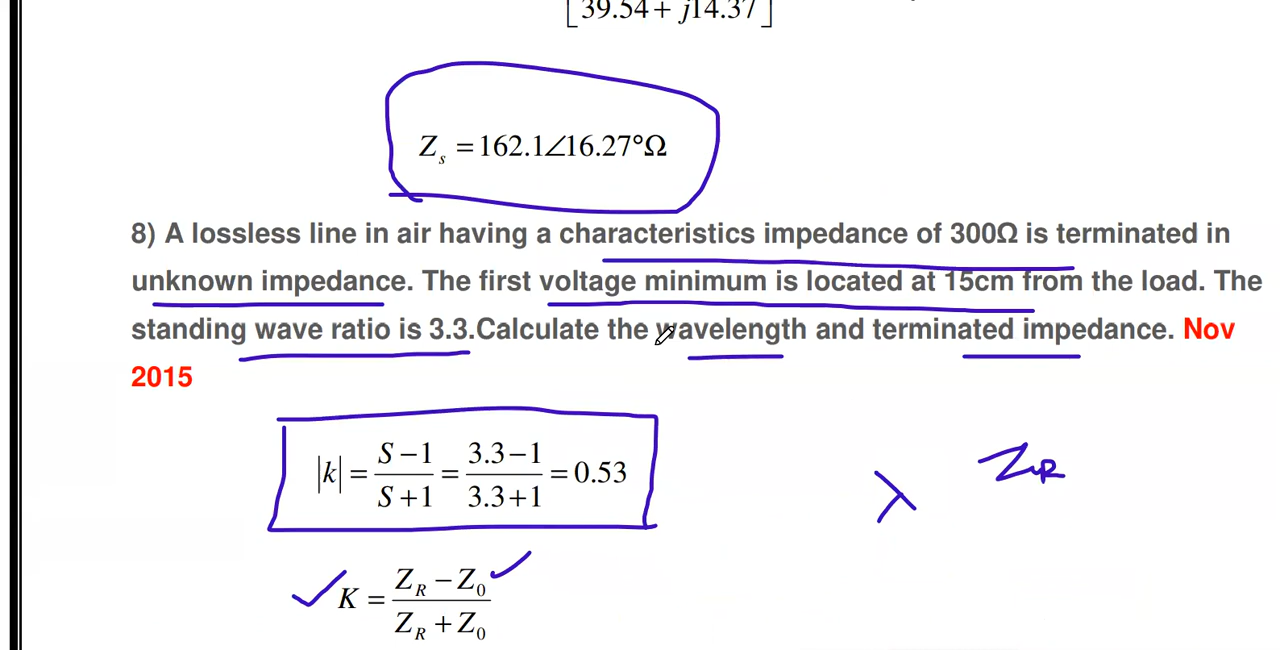 [39.54 + j14.37]
Z_s = 162.1∠16.27°Ω
8) A lossless line in air having a characteristics impedance of 300Ω is terminated in
unknown impedance. The first voltage minimum is located at 15cm from the load. The
standing wave ratio is 3.3.Calculate the wavelength and terminated impedance. Nov
2015
|k| = (S − 1)/(S + 1) = (3.3 − 1)/(3.3 + 1) = 0.53
λ Z_R
K = (Z_R − Z_0)/(Z_R + Z_0)